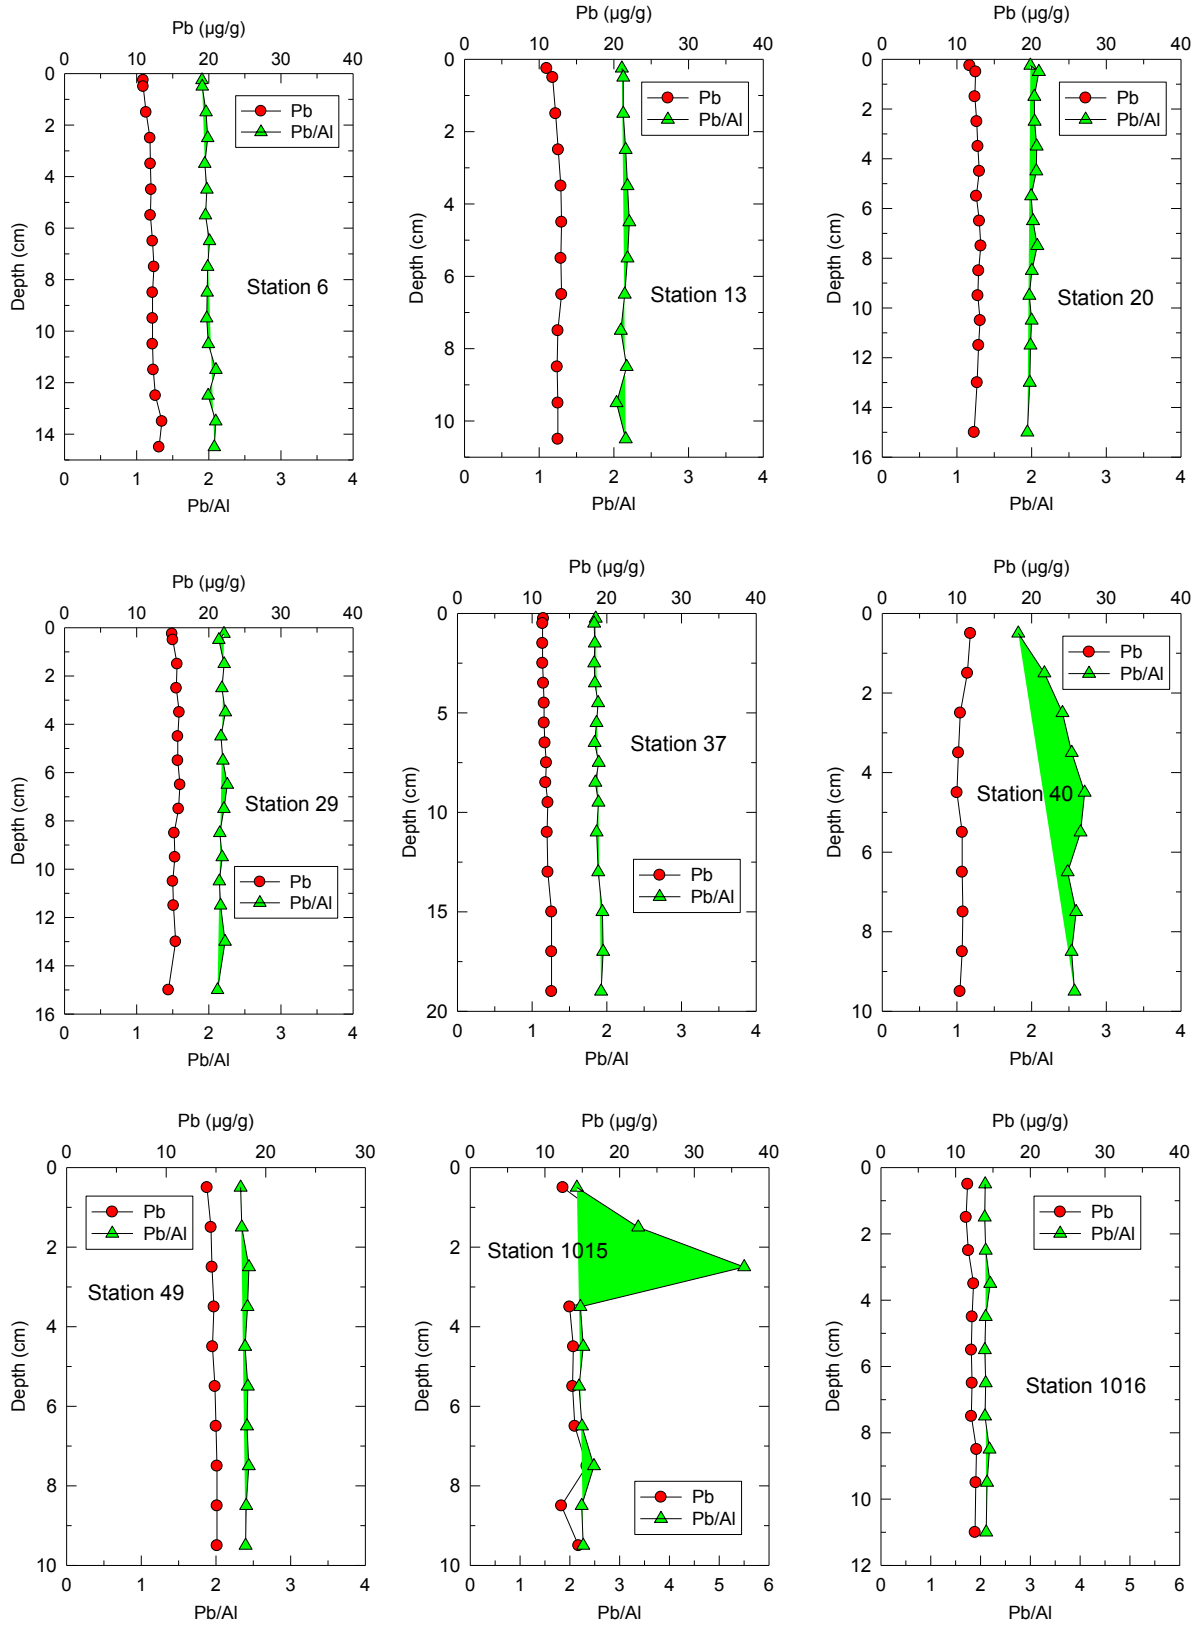 Pb (µg/g)
0 10 20 30 40
0
2
4
6
8
10
12
14
Depth (cm)
Pb
Pb/Al
Station 6
0 1 2 3 4
Pb/Al
Pb (µg/g)
0 10 20 30 40
0
2
4
6
8
10
Depth (cm)
Pb
Pb/Al
Station 13
0 1 2 3 4
Pb/Al
Pb (µg/g)
0 10 20 30 40
0
2
4
6
8
10
12
14
16
Depth (cm)
Pb
Pb/Al
Station 20
0 1 2 3 4
Pb/Al
Pb (µg/g)
0 10 20 30 40
0
2
4
6
8
10
12
14
16
Depth (cm)
Station 29
Pb
Pb/Al
0 1 2 3 4
Pb/Al
Pb (µg/g)
0 10 20 30 40
0
5
10
15
20
Depth (cm)
Station 37
Pb
Pb/Al
0 1 2 3 4
Pb/Al
Pb (µg/g)
0 10 20 30 40
0
2
4
6
8
10
Depth (cm)
Pb
Pb/Al
Station 40
0 1 2 3 4
Pb/Al
Pb (µg/g)
0 10 20 30
0
2
4
6
8
10
Depth (cm)
Pb
Pb/Al
Station 49
0 1 2 3 4
Pb/Al
Pb (µg/g)
0 10 20 30 40
0
2
4
6
8
10
Depth (cm)
Station 1015
Pb
Pb/Al
0 1 2 3 4 5 6
Pb/Al
Pb (µg/g)
0 10 20 30 40
0
2
4
6
8
10
12
Depth (cm)
Pb
Pb/Al
Station 1016
0 1 2 3 4 5 6
Pb/Al